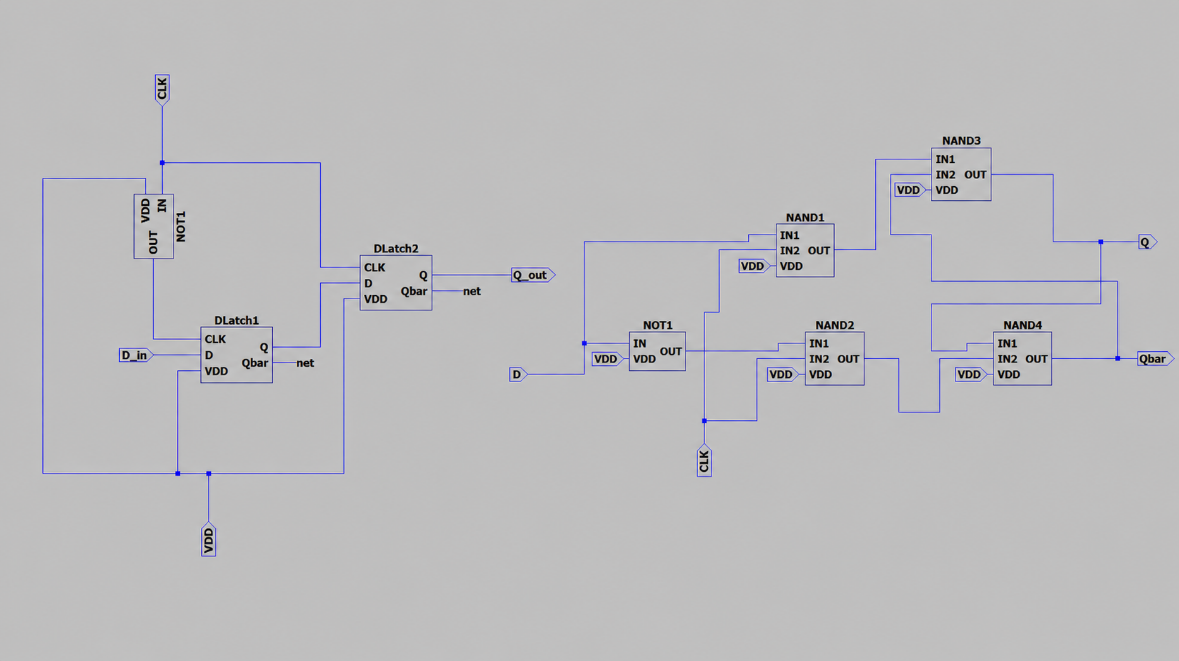 CLK
VDD
IN
OUT
NOT1
DLatch2
CLK
D
VDD
Q
Qbar
net
Q_out
DLatch1
CLK
D
VDD
Q
Qbar
net
D_in
VDD
NAND3
IN1
IN2 OUT
VDD
VDD
NAND1
IN1
IN2 OUT
VDD
VDD
Q
NOT1
IN
VDD
OUT
VDD
D
NAND2
IN1
IN2 OUT
VDD
VDD
NAND4
IN1
IN2 OUT
VDD
VDD
Qbar
CLK